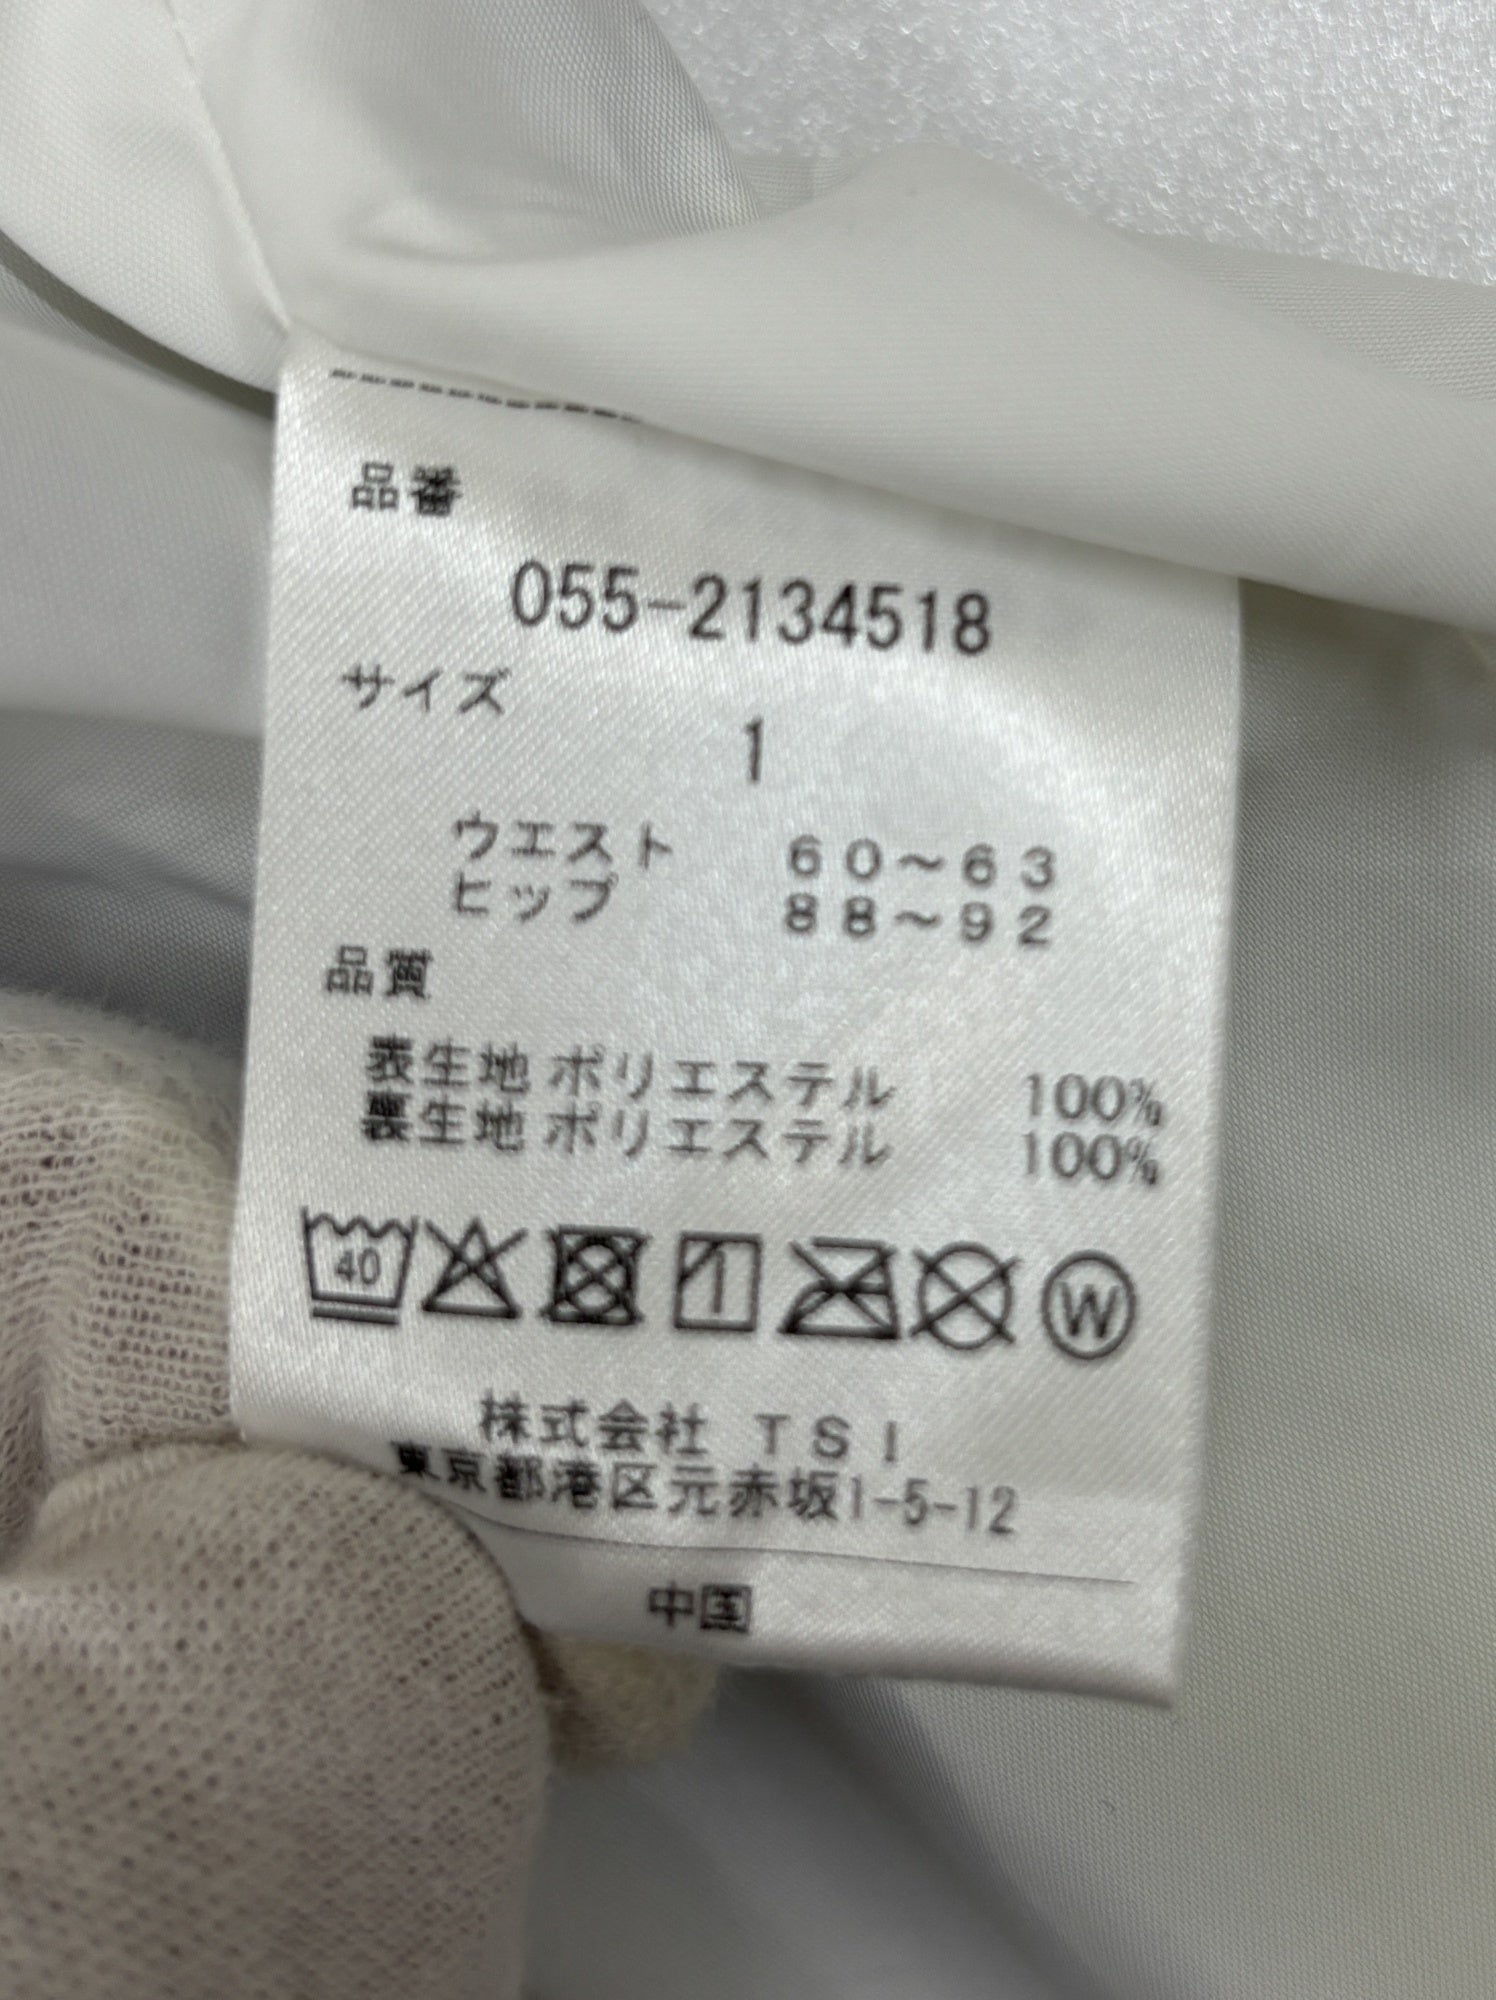 品番
055-2134518
サイズ
1
ウエスト 60～63
ヒップ 88～92
品質
表生地 ポリエステル 100%
裏生地 ポリエステル 100%
40 1 W
株式会社 TSI
東京都港区元赤坂1-5-12
中国